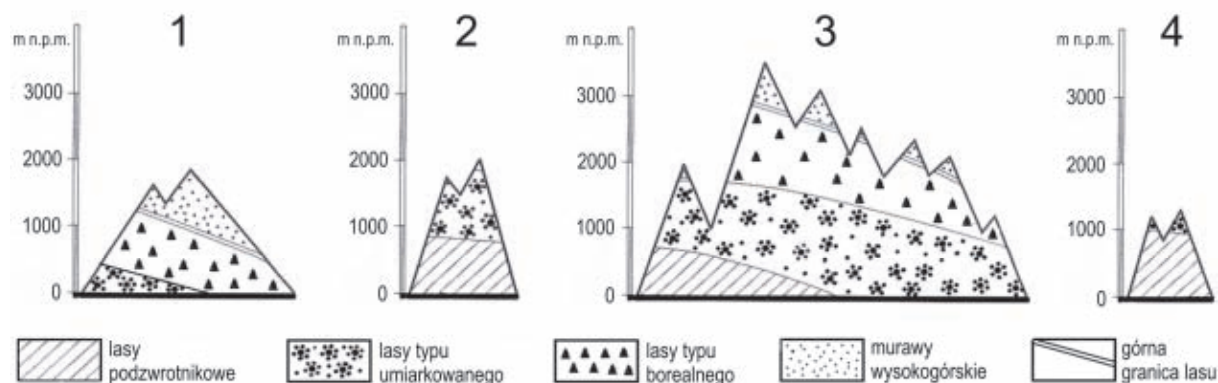 1
m n.p.m.
3000
2000
1000
0
2
m n.p.m.
3000
2000
1000
0
3
m n.p.m.
3000
2000
1000
0
4
m n.p.m.
3000
2000
1000
0
lasy
podzwrotnikowe
lasy typu
umiarkowanego
lasy typu
borealnego
murawy
wysokogórskie
górna
granica lasu